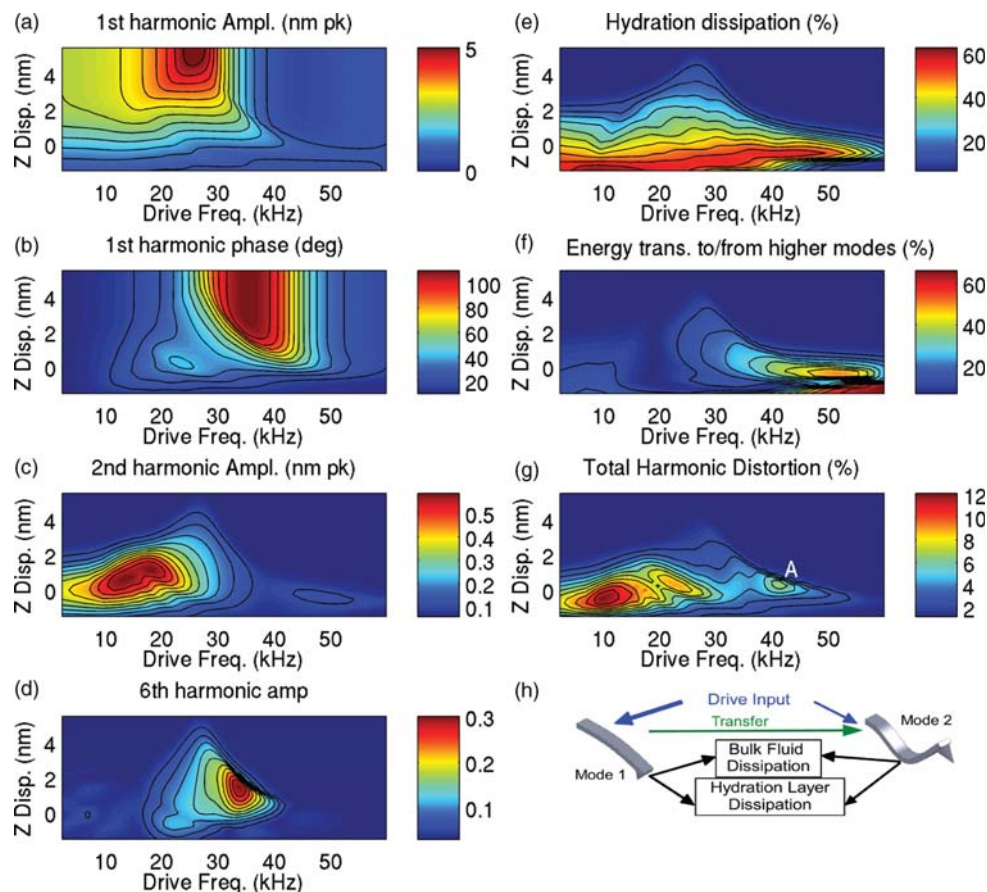 (a) 1st harmonic Ampl. (nm pk)
Z Disp. (nm)
4
2
0
10 20 30 40 50
Drive Freq. (kHz)
5
0
(b) 1st harmonic phase (deg)
Z Disp. (nm)
4
2
0
10 20 30 40 50
Drive Freq. (kHz)
100
80
60
40
20
(c) 2nd harmonic Ampl. (nm pk)
Z Disp. (nm)
4
2
0
10 20 30 40 50
Drive Freq. (kHz)
0.5
0.4
0.3
0.2
0.1
(d) 6th harmonic amp
Z Disp. (nm)
4
2
0
10 20 30 40 50
Drive Freq. (kHz)
0.3
0.2
0.1
(e) Hydration dissipation (%)
Z Disp. (nm)
4
2
0
10 20 30 40 50
Drive Freq. (kHz)
60
40
20
(f) Energy trans. to/from higher modes (%)
Z Disp. (nm)
4
2
0
10 20 30 40 50
Drive Freq. (kHz)
60
40
20
(g) Total Harmonic Distortion (%)
Z Disp. (nm)
4
2
0
A
10 20 30 40 50
Drive Freq. (kHz)
12
10
8
6
4
2
(h)
Drive Input
Transfer
Mode 2
Mode 1
Bulk Fluid
Dissipation
Hydration Layer
Dissipation